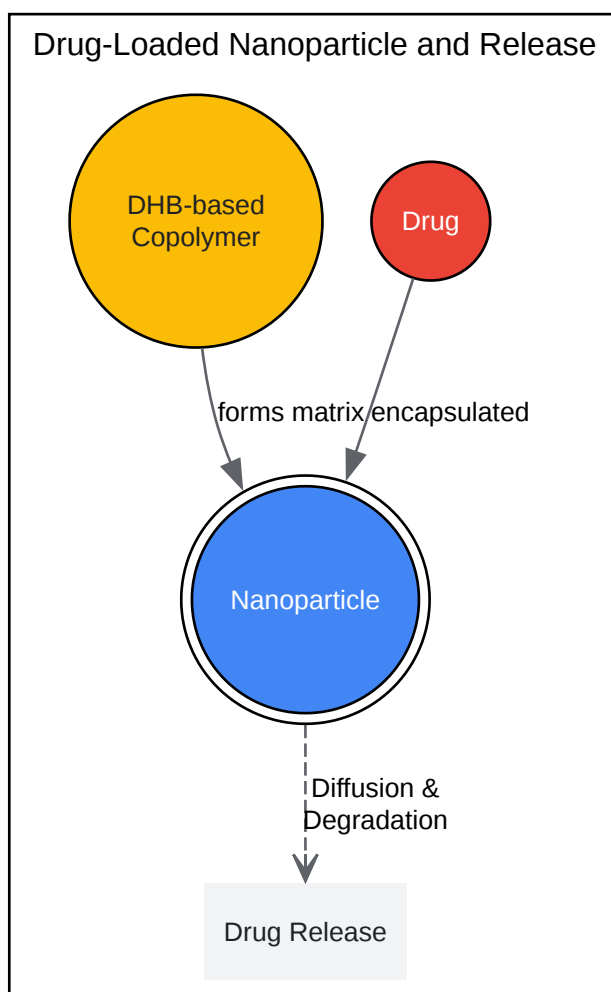 Drug-Loaded Nanoparticle and Release
DHB-based
Copolymer
Drug
forms matrix
encapsulated
Nanoparticle
Diffusion &
Degradation
Drug Release